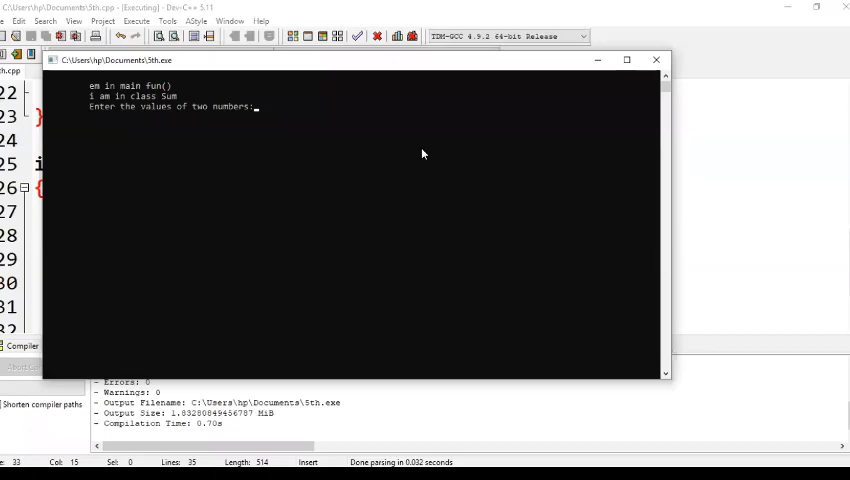 C:\Users\hp\Documents\5th.cpp - [Executing] - Dev-C++ 5.11
Edit Search View Project Execute Tools AStyle Window Help
TDM-GCC 4.9.2 64-bit Release
C:\Users\hp\Documents\5th.exe
th.cpp
em in main fun()
i am in class Sum
Enter the values of two numbers:
22
23 }
24
25 i
26 {
27
28
29
30
31
32
Compiler
- Errors: 0
- Warnings: 0
- Output Filename: C:\Users\hp\Documents\5th.exe
- Output Size: 1.83280849456787 MiB
- Compilation Time: 0.70s
Shorten compiler paths
e: 33 Col: 15 Sel: 0 Lines: 35 Length: 514 Insert Done parsing in 0.032 seconds